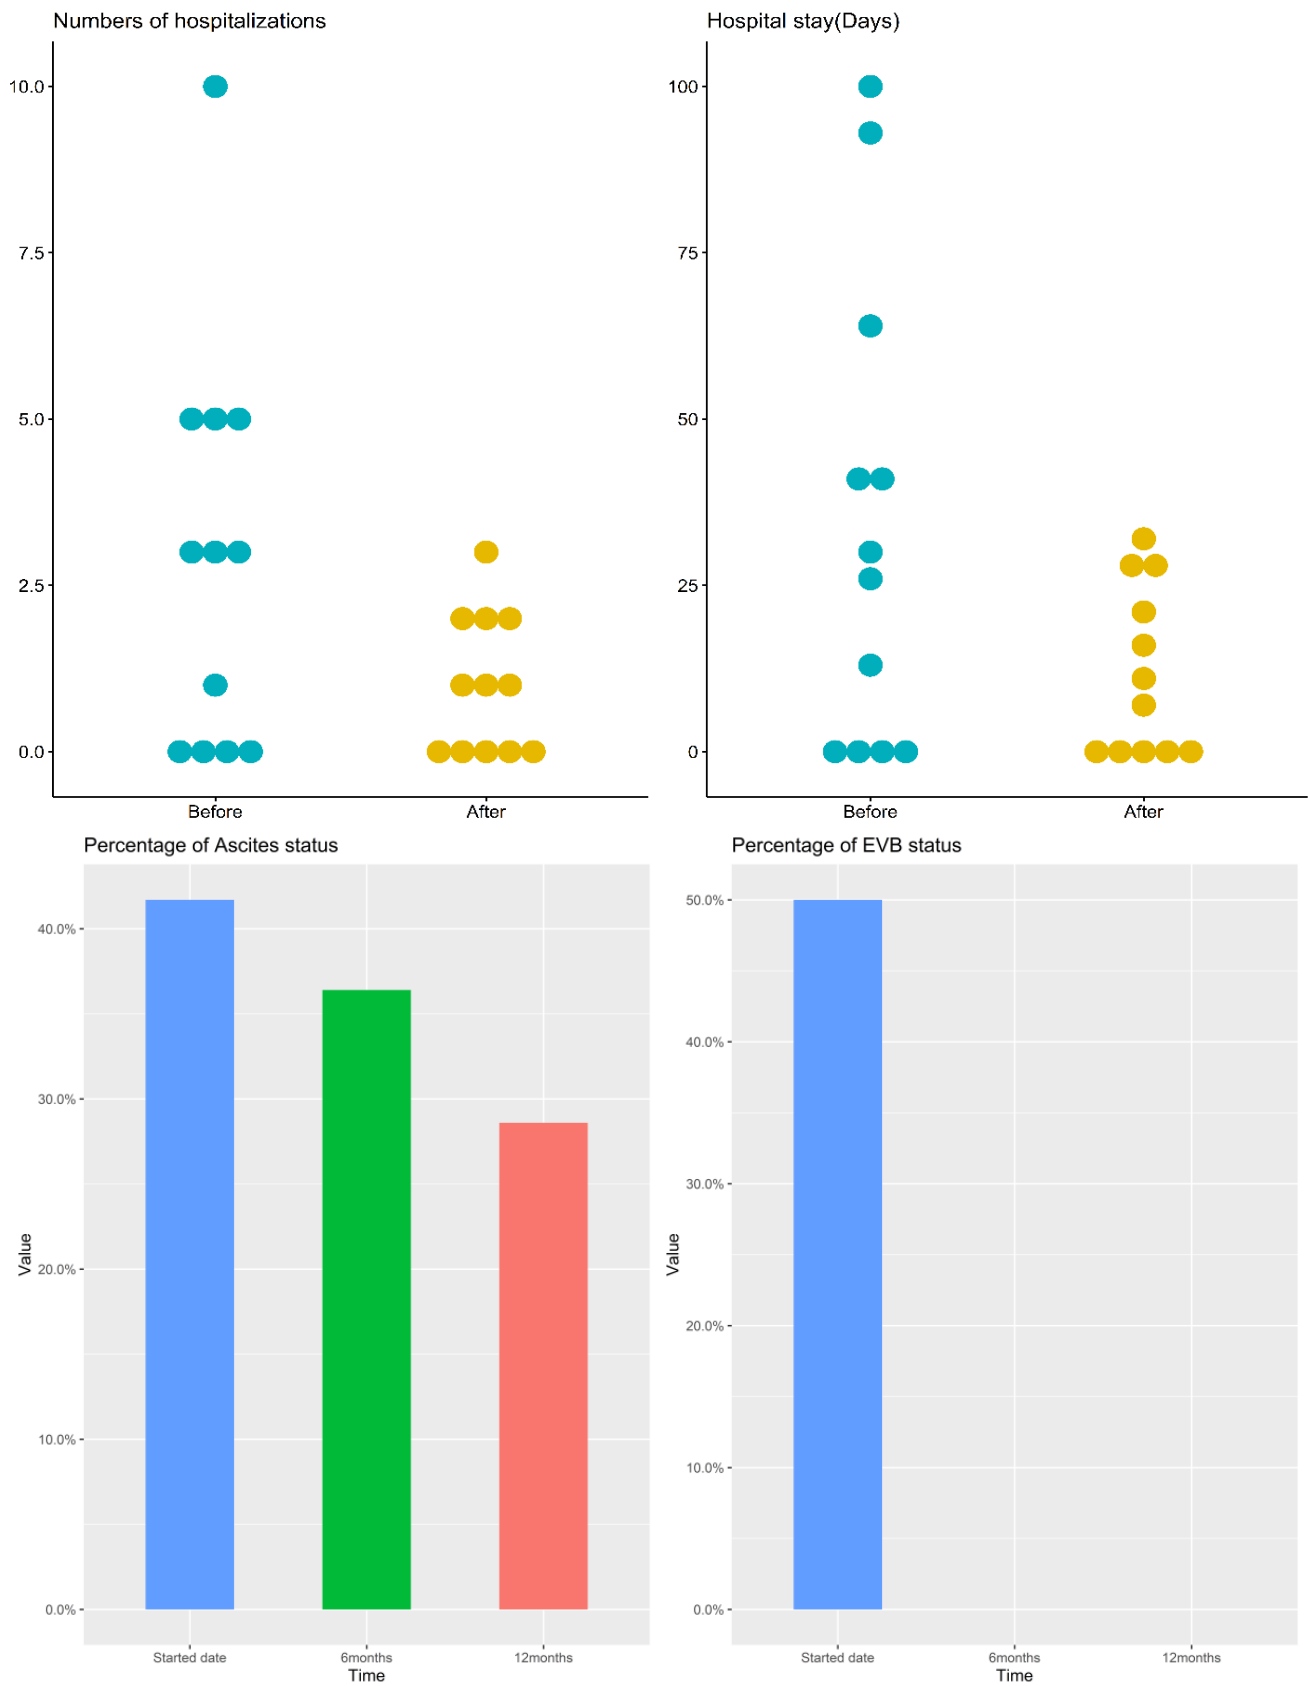 Numbers of hospitalizations
10.0
7.5
5.0
2.5
0.0
Before After
Hospital stay(Days)
100
75
50
25
0
Before After
Percentage of Ascites status
40.0%
30.0%
20.0%
10.0%
0.0%
Value
Started date 6months 12months
Time
Percentage of EVB status
50.0%
40.0%
30.0%
20.0%
10.0%
0.0%
Value
Started date 6months 12months
Time